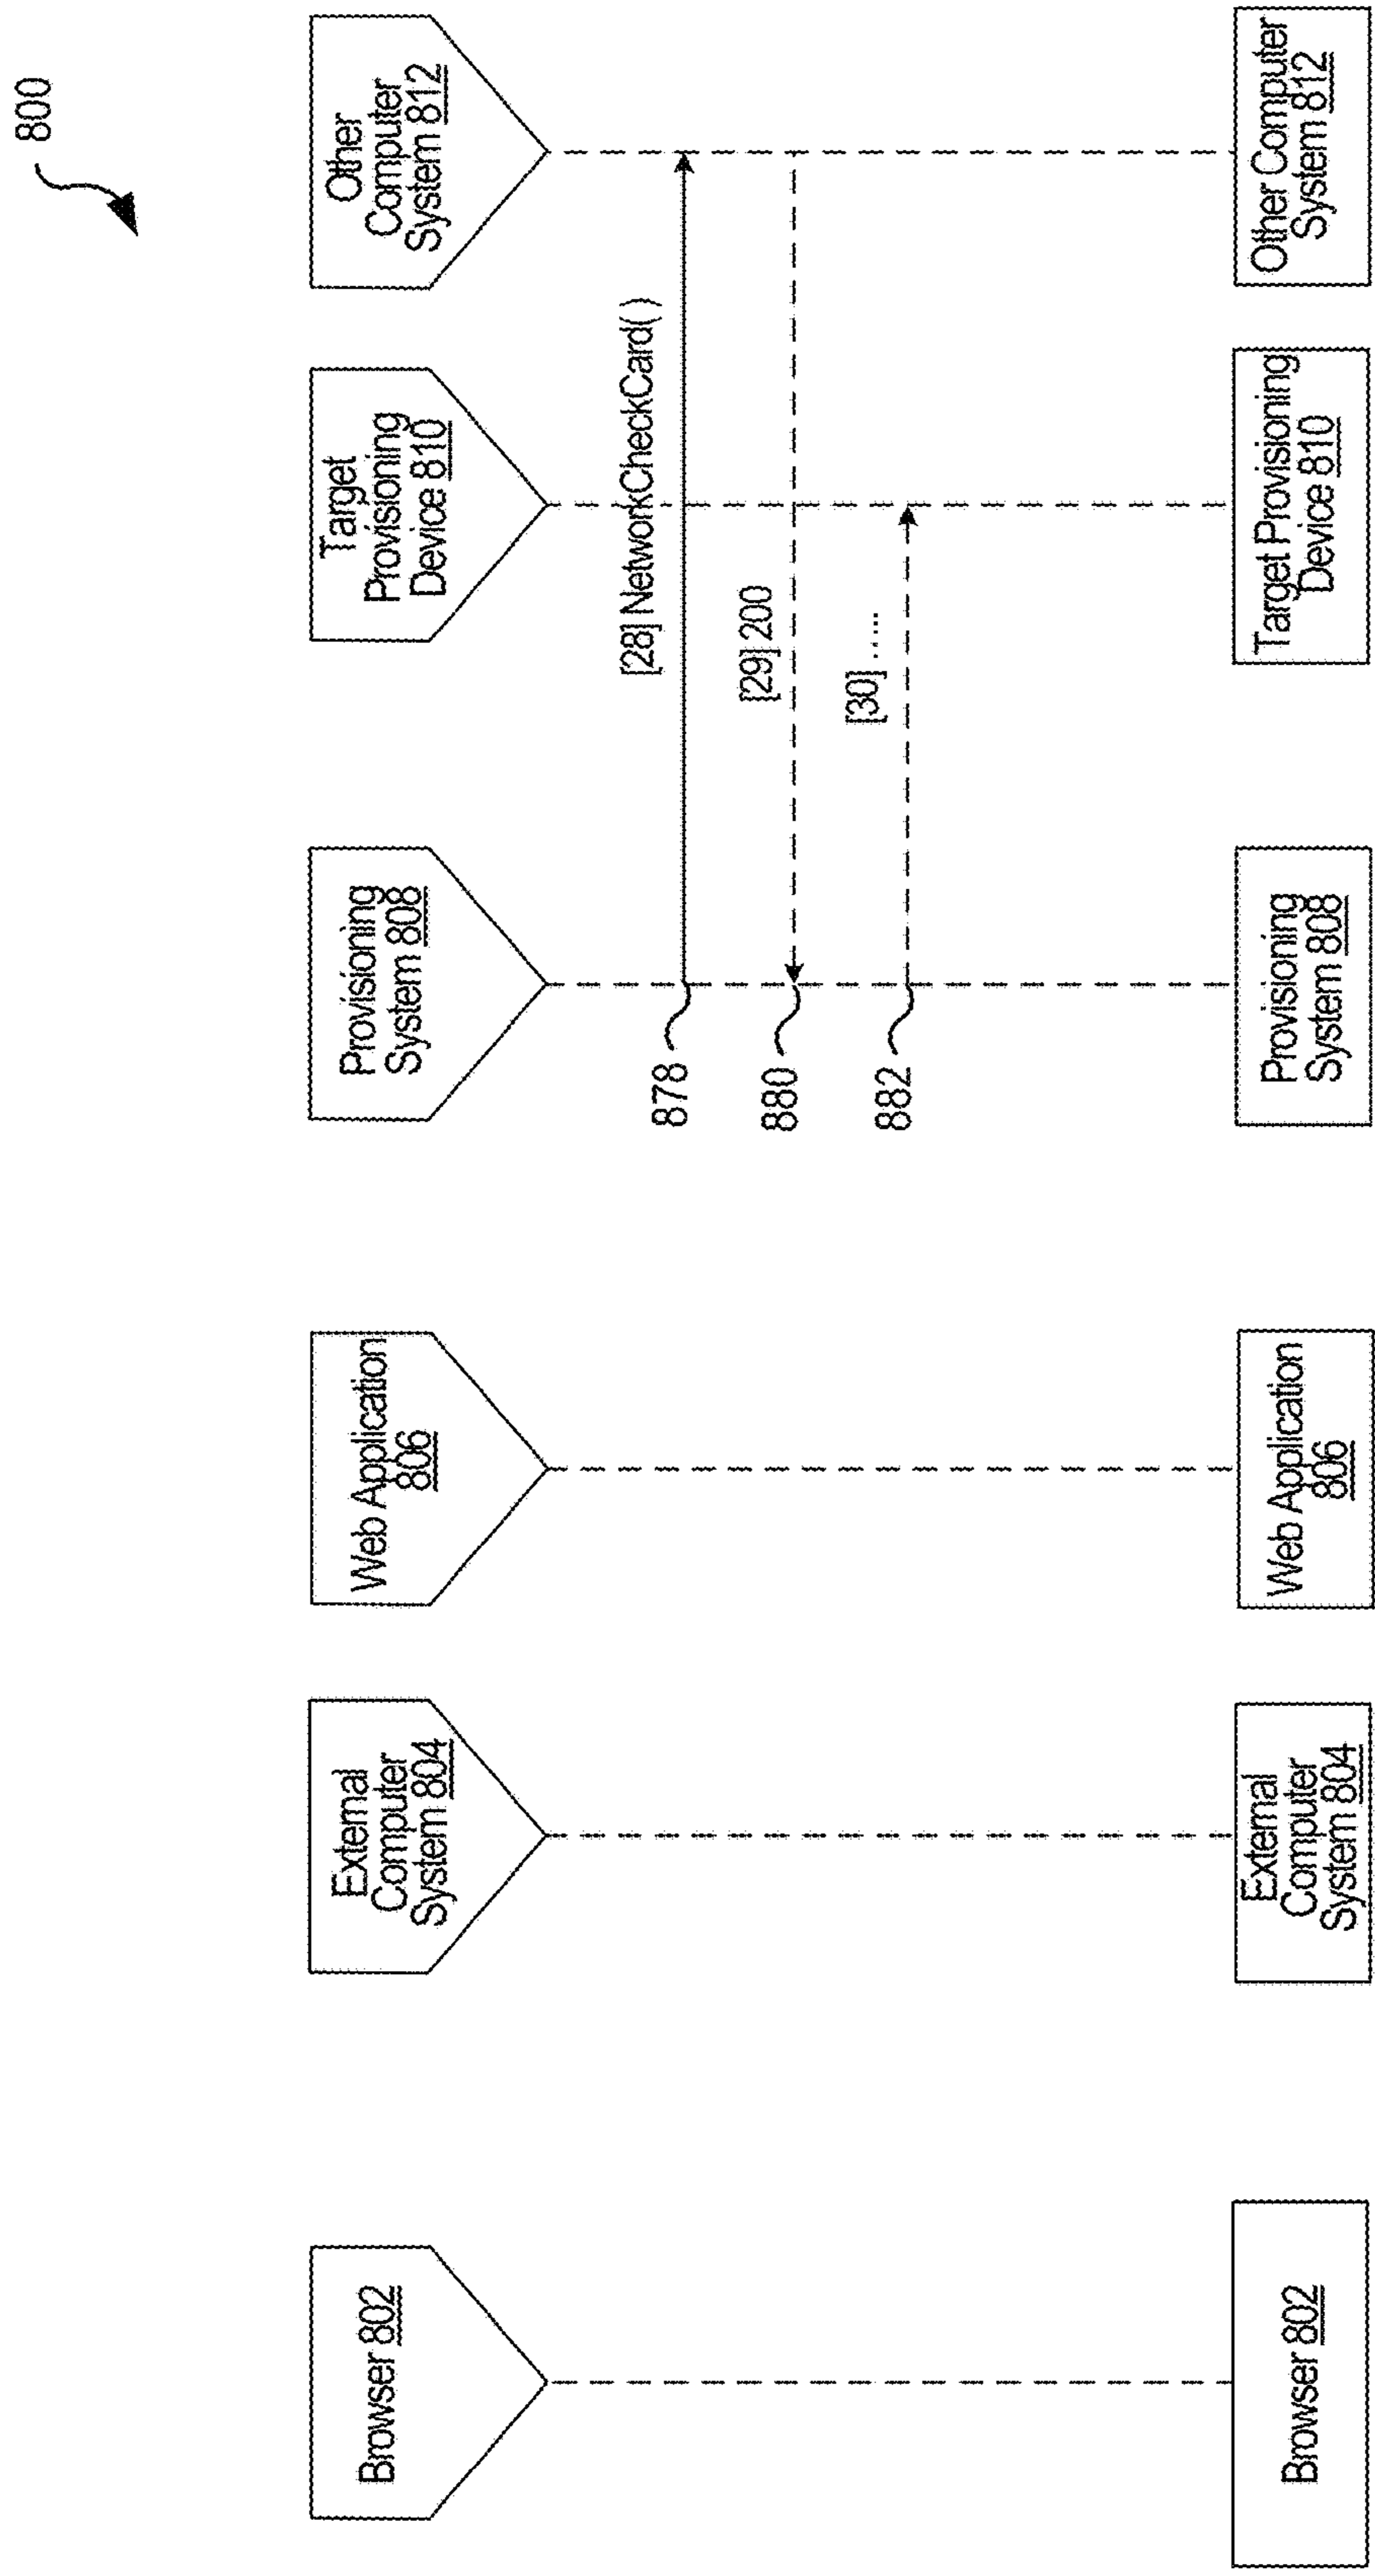 800
Browser 802
External
Computer
System 804
Web Application
806
Provisioning
System 808
Target
Provisioning
Device 810
Other
Computer
System 812
[28] NetworkCheckCard( )
878
[29] 200
880
[30] .....
882
Browser 802
External
Computer
System 804
Web Application
806
Provisioning
System 808
Target Provisioning
Device 810
Other Computer
System 812